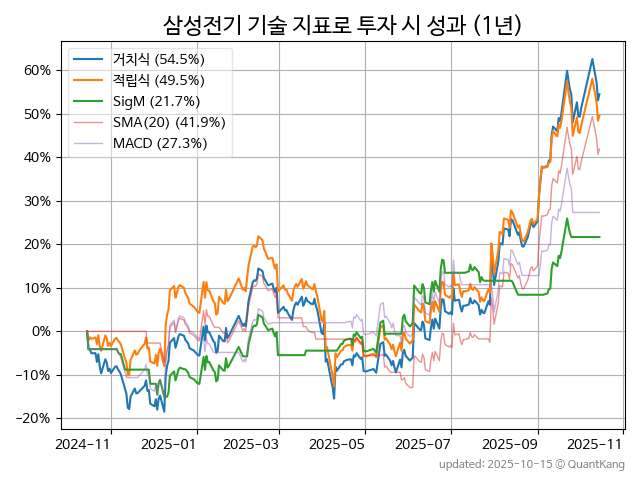 삼성전기 기술 지표로 투자 시 성과 (1년)
거치식 (54.5%)
적립식 (49.5%)
SigM (21.7%)
SMA(20) (41.9%)
MACD (27.3%)
60%
50%
40%
30%
20%
10%
0%
−10%
−20%
2024-11
2025-01
2025-03
2025-05
2025-07
2025-09
2025-11
updated: 2025-10-15 © QuantKang